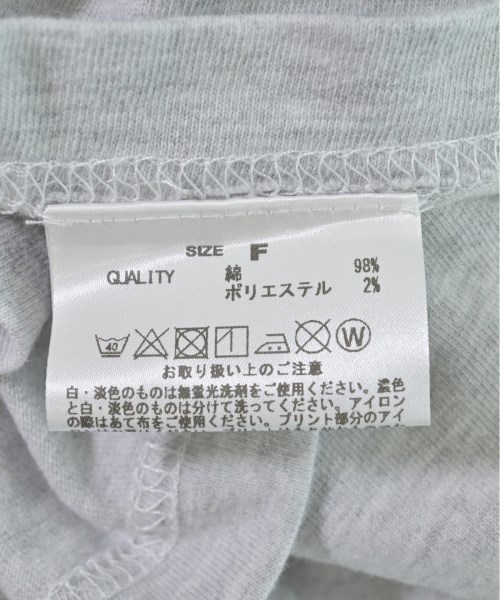 SIZE F
QUALITY 綿 98%
ポリエステル 2%
40 W
お取り扱い上のご注意
白・淡色のものは無蛍光洗剤をご使用ください。濃色
と白・淡色のものは分けて洗ってください。アイロン
の際はあて布をご使用ください。プリント部分のアイ